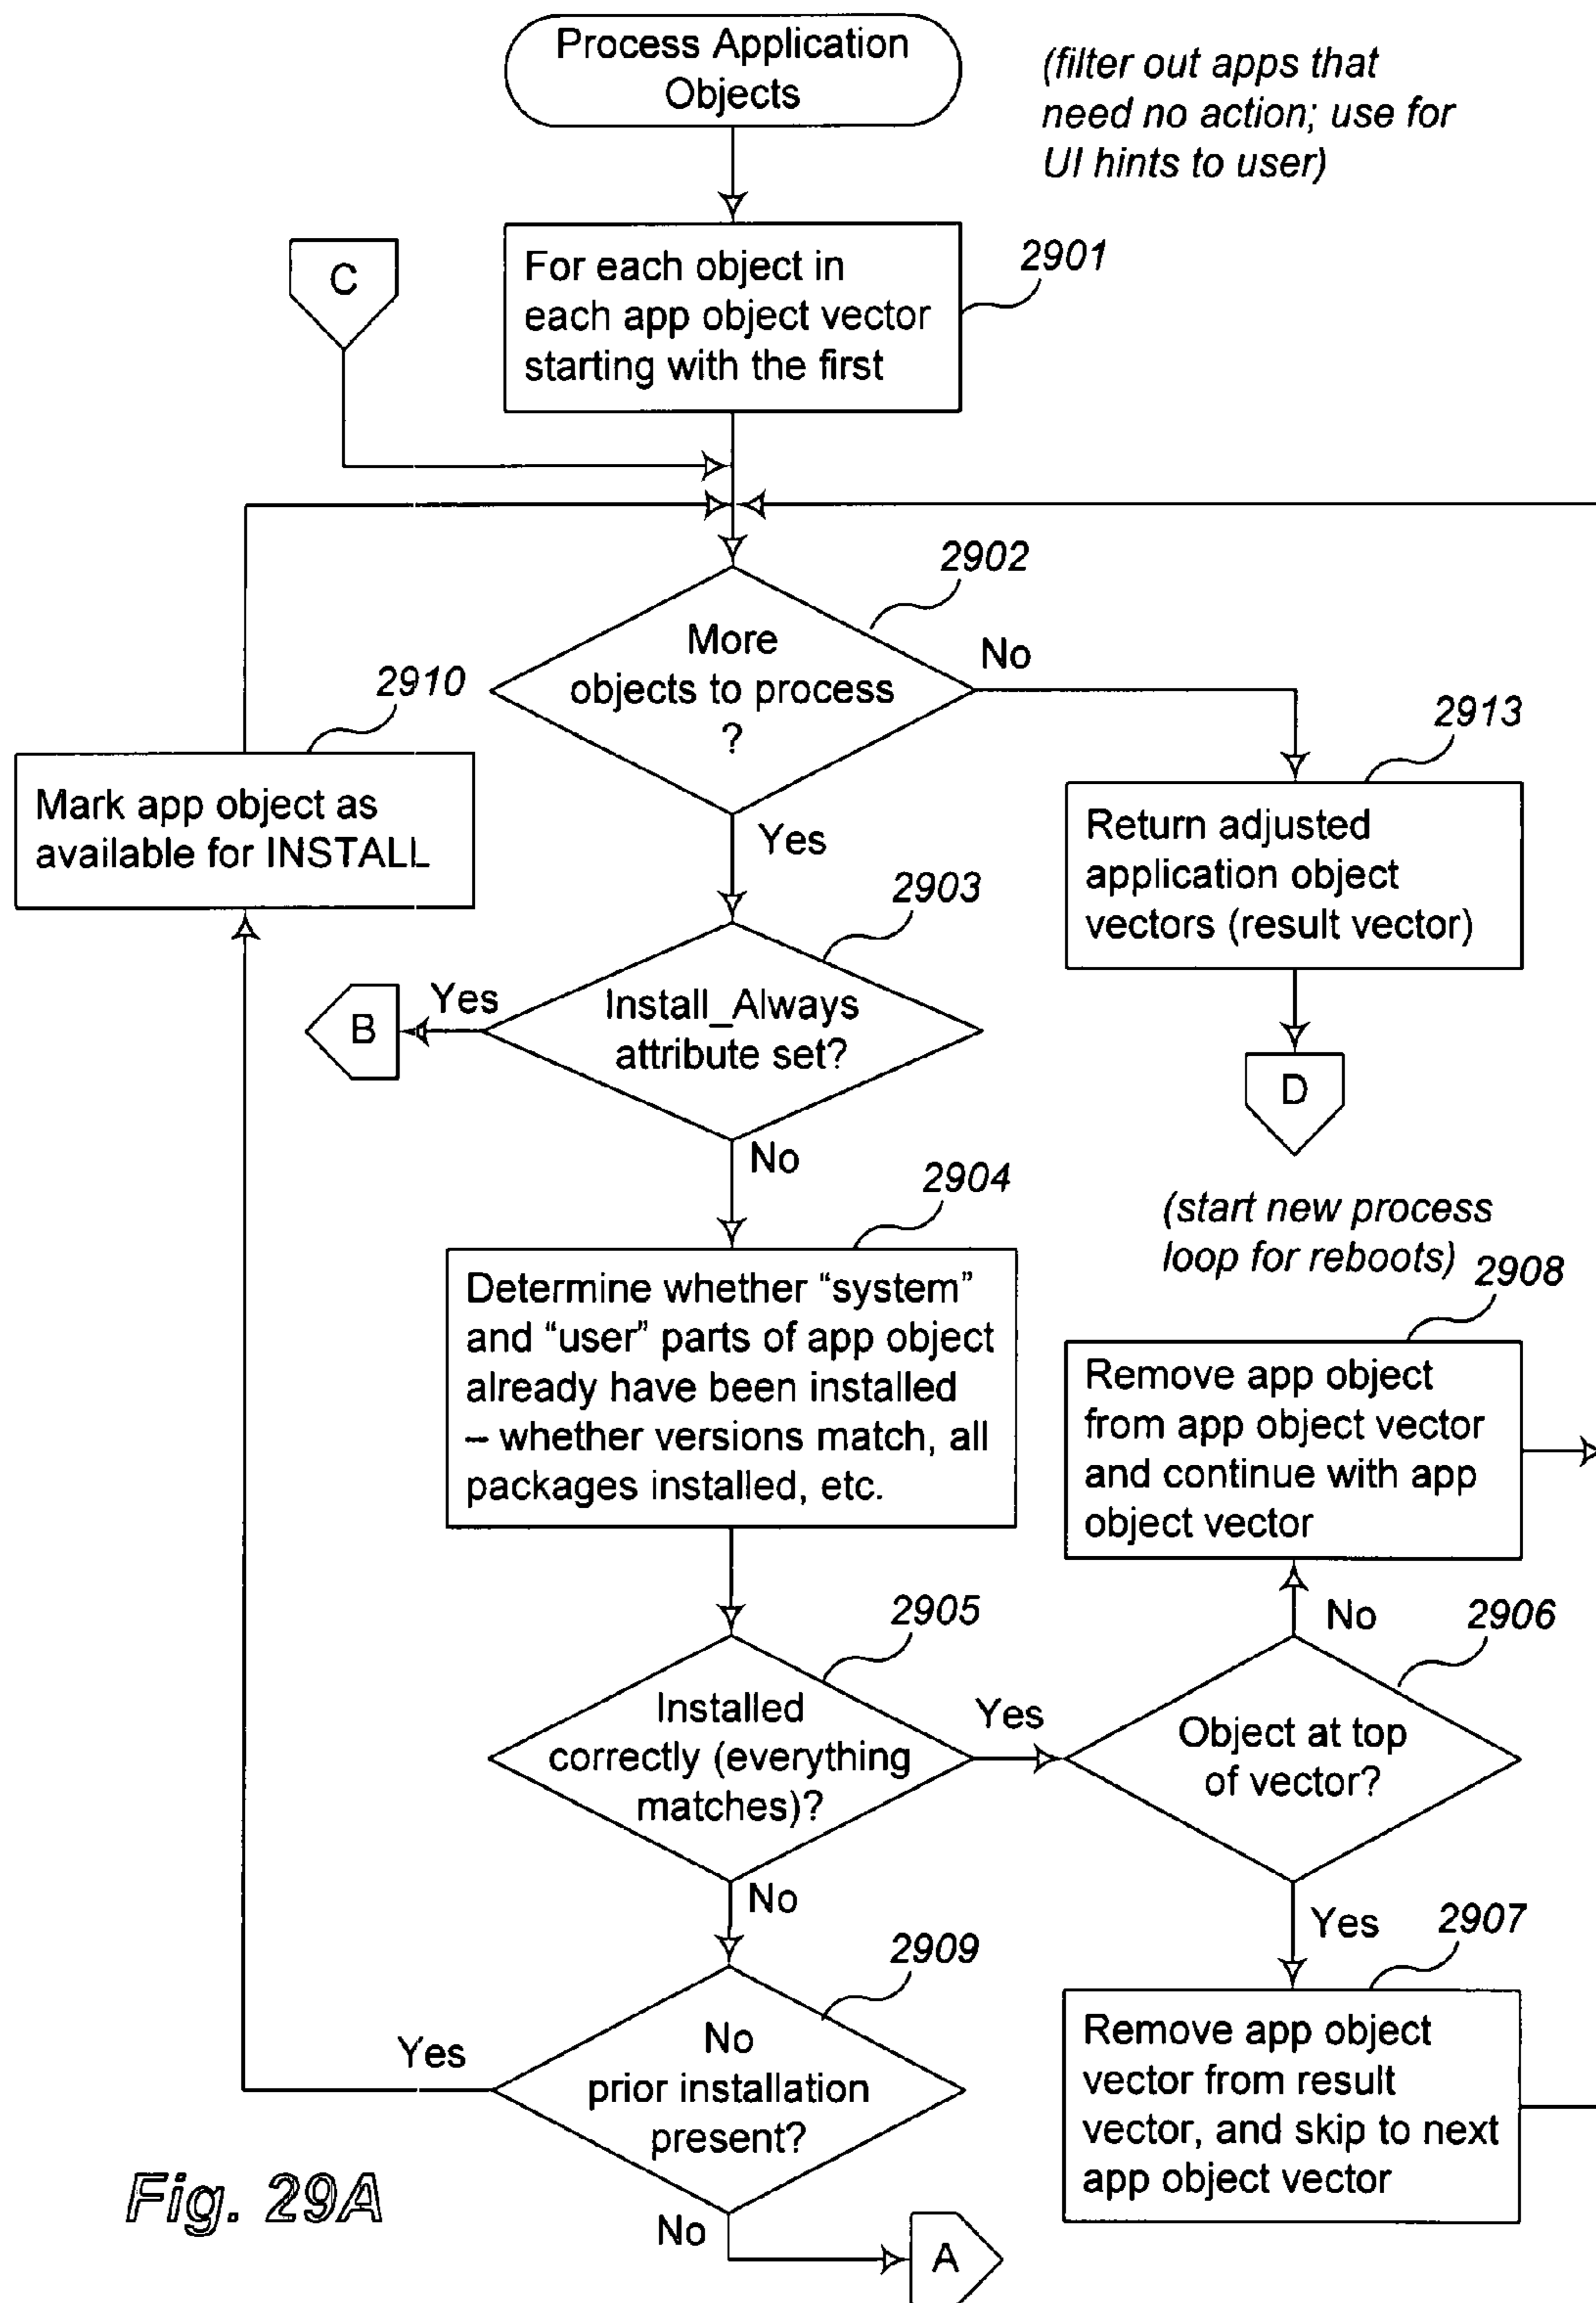 Process Application
Objects
(filter out apps that
need no action; use for
UI hints to user)
C
For each object in
each app object vector
starting with the first
2901
2902
More
objects to process
?
No
Yes
2910
Mark app object as
available for INSTALL
2913
Return adjusted
application object
vectors (result vector)
2903
Install_Always
attribute set?
Yes
B
No
D
(start new process
loop for reboots)
2904
Determine whether “system”
and “user” parts of app object
already have been installed
– whether versions match, all
packages installed, etc.
2908
Remove app object
from app object vector
and continue with app
object vector
2905
Installed
correctly (everything
matches)?
Yes
No
2906
Object at top
of vector?
No
Yes
2907
Remove app object
vector from result
vector, and skip to next
app object vector
2909
No
prior installation
present?
Yes
No
A
Fig. 29A